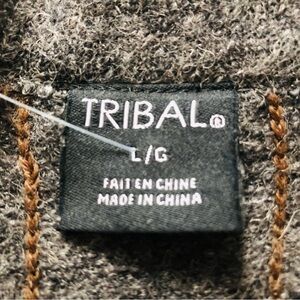 TRIBAL®
L/G
FAIT EN CHINE
MADE IN CHINA